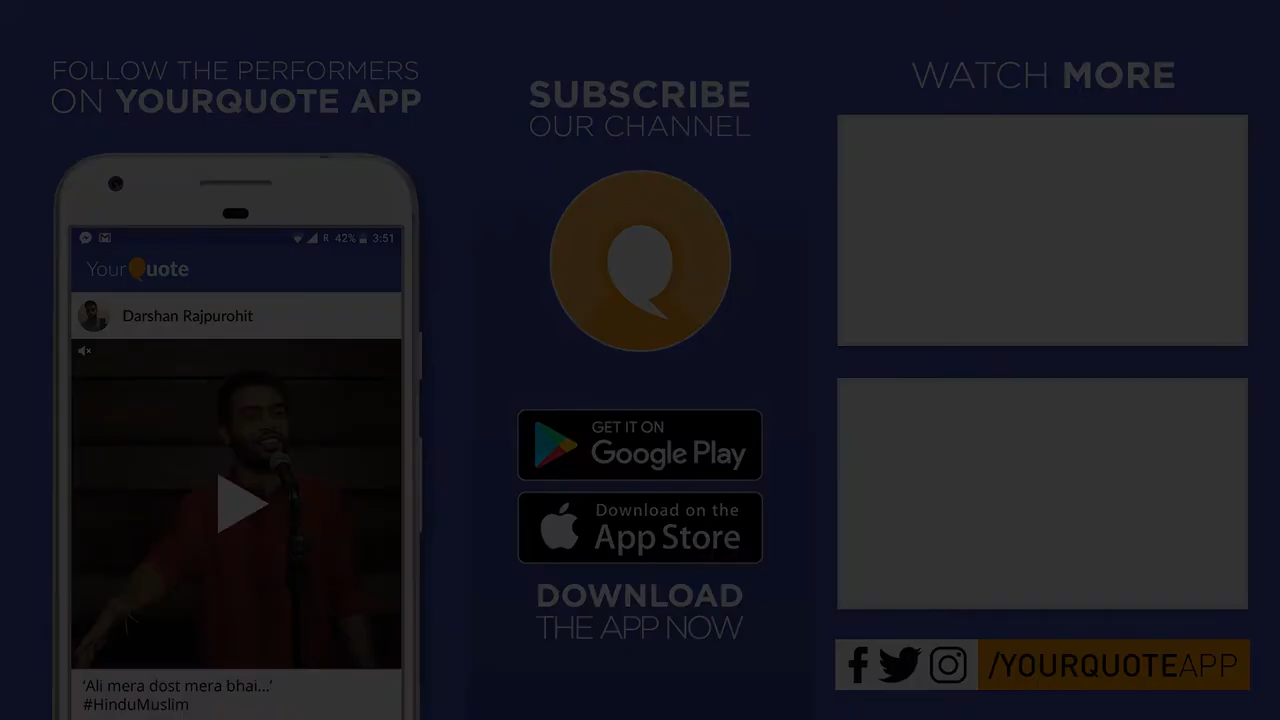 FOLLOW THE PERFORMERS
ON YOURQUOTE APP
R 42% 3:51
YourQuote
Darshan Rajpurohit
‘Ali mera dost mera bhai...’
#HinduMuslim
SUBSCRIBE
OUR CHANNEL
GET IT ON
Google Play
Download on the
App Store
DOWNLOAD
THE APP NOW
WATCH MORE
/YOURQUOTEAPP